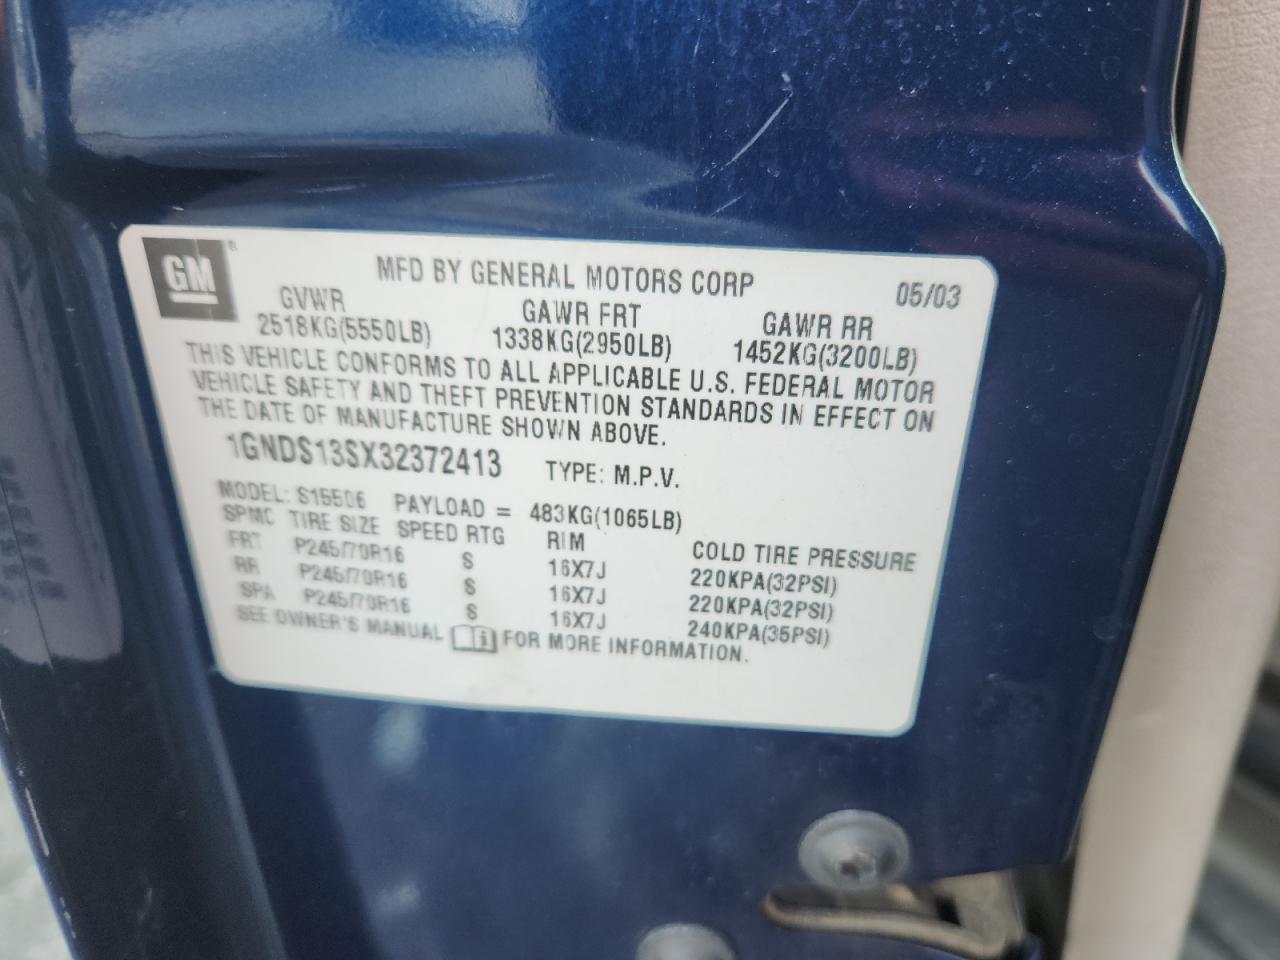 GM®
MFD BY GENERAL MOTORS CORP 05/03
GVWR GAWR FRT GAWR RR
2518KG(5550LB) 1338KG(2950LB) 1452KG(3200LB)
THIS VEHICLE CONFORMS TO ALL APPLICABLE U.S. FEDERAL MOTOR
VEHICLE SAFETY AND THEFT PREVENTION STANDARDS IN EFFECT ON
THE DATE OF MANUFACTURE SHOWN ABOVE.
1GNDS13SX32372413 TYPE: M.P.V.
MODEL: S15506 PAYLOAD = 483KG(1065LB)
SPMC TIRE SIZE SPEED RTG RIM COLD TIRE PRESSURE
FRT P245/70R16 S 16X7J 220KPA(32PSI)
RR P245/70R16 S 16X7J 220KPA(32PSI)
SPA P245/70R16 S 16X7J 240KPA(35PSI)
SEE OWNER'S MANUAL i FOR MORE INFORMATION.